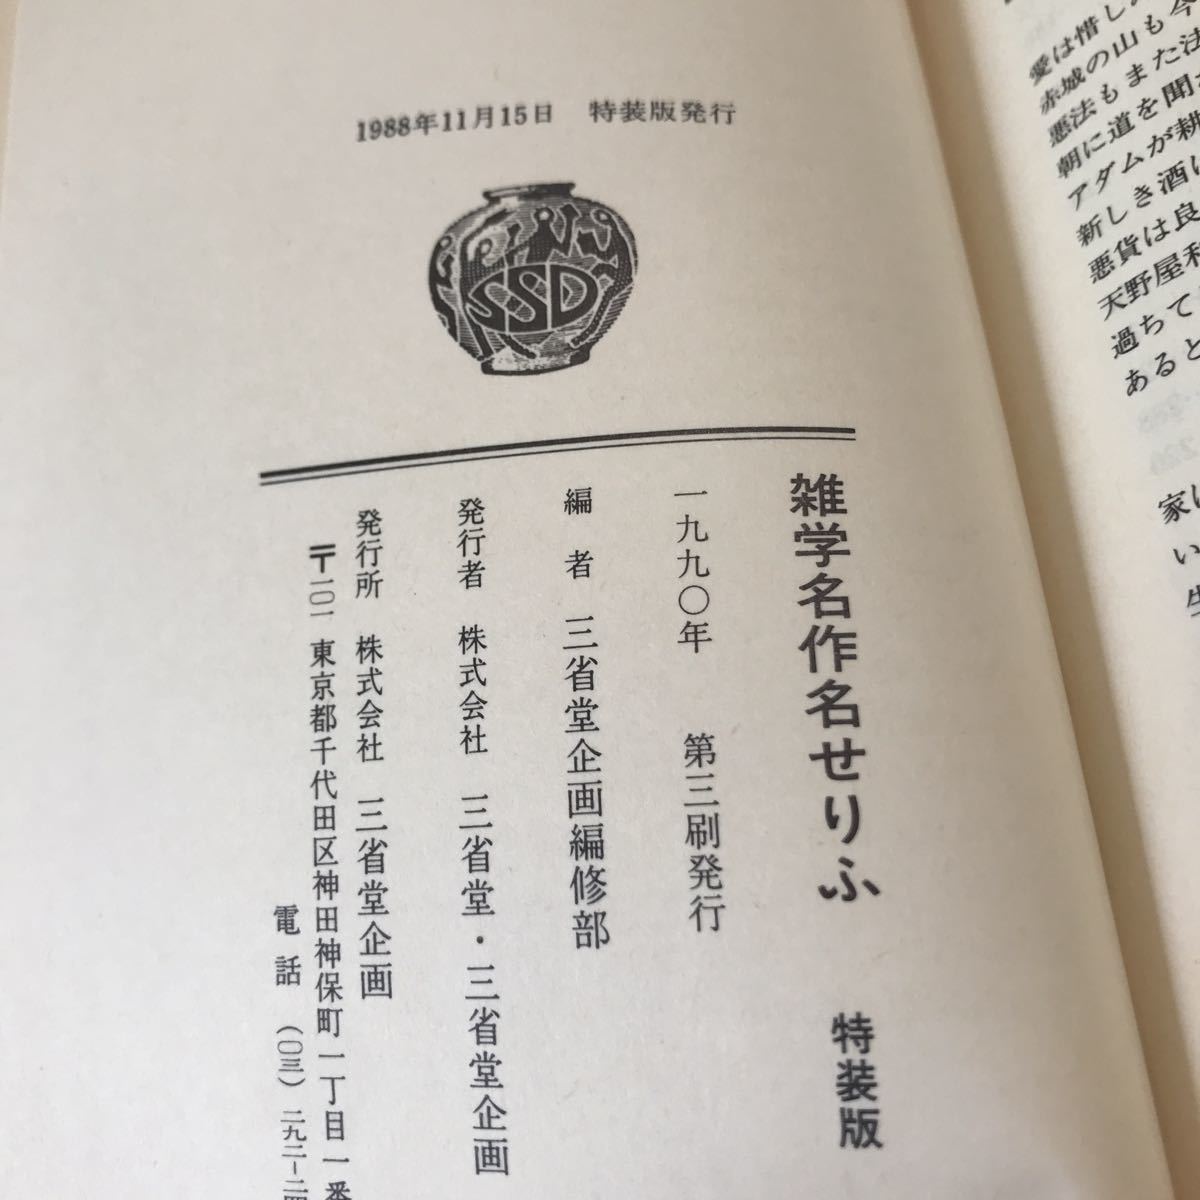 1988年11月15日　特装版発行
SSD
雑学名作名せりふ　特装版
一九九〇年　第三刷発行
編者　三省堂企画編修部
発行者　株式会社　三省堂・三省堂企画
発行所　株式会社　三省堂企画
〒一〇一　東京都千代田区神田神保町一丁目一番
電話（〇三）二九二-二四
愛は惜しみ
赤城の山も今
悪法もまた法
朝に道を聞か
アダムが耕
新しき酒は
悪貨は良
天野屋利
過ちて
あると
家は
い
生